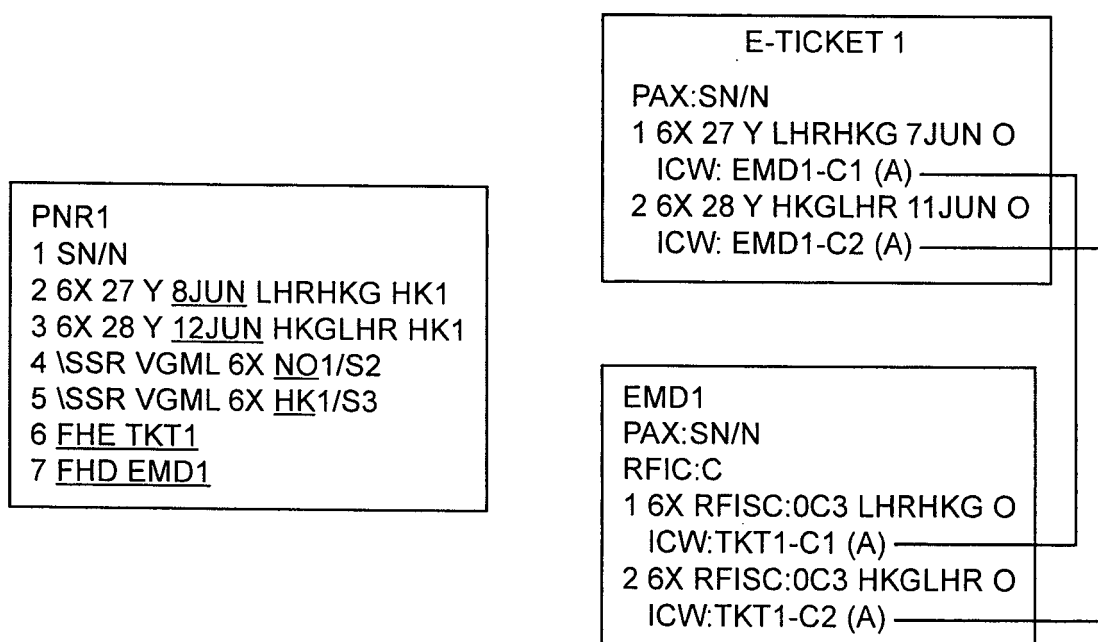 PNR1
1 SN/N
2 6X 27 Y 8JUN LHRHKG HK1
3 6X 28 Y 12JUN HKGLHR HK1
4 \SSR VGML 6X NO1/S2
5 \SSR VGML 6X HK1/S3
6 FHE TKT1
7 FHD EMD1
E-TICKET 1
PAX:SN/N
1 6X 27 Y LHRHKG 7JUN O
ICW: EMD1-C1 (A)
2 6X 28 Y HKGLHR 11JUN O
ICW: EMD1-C2 (A)
EMD1
PAX:SN/N
RFIC:C
1 6X RFISC:0C3 LHRHKG O
ICW:TKT1-C1 (A)
2 6X RFISC:0C3 HKGLHR O
ICW:TKT1-C2 (A)